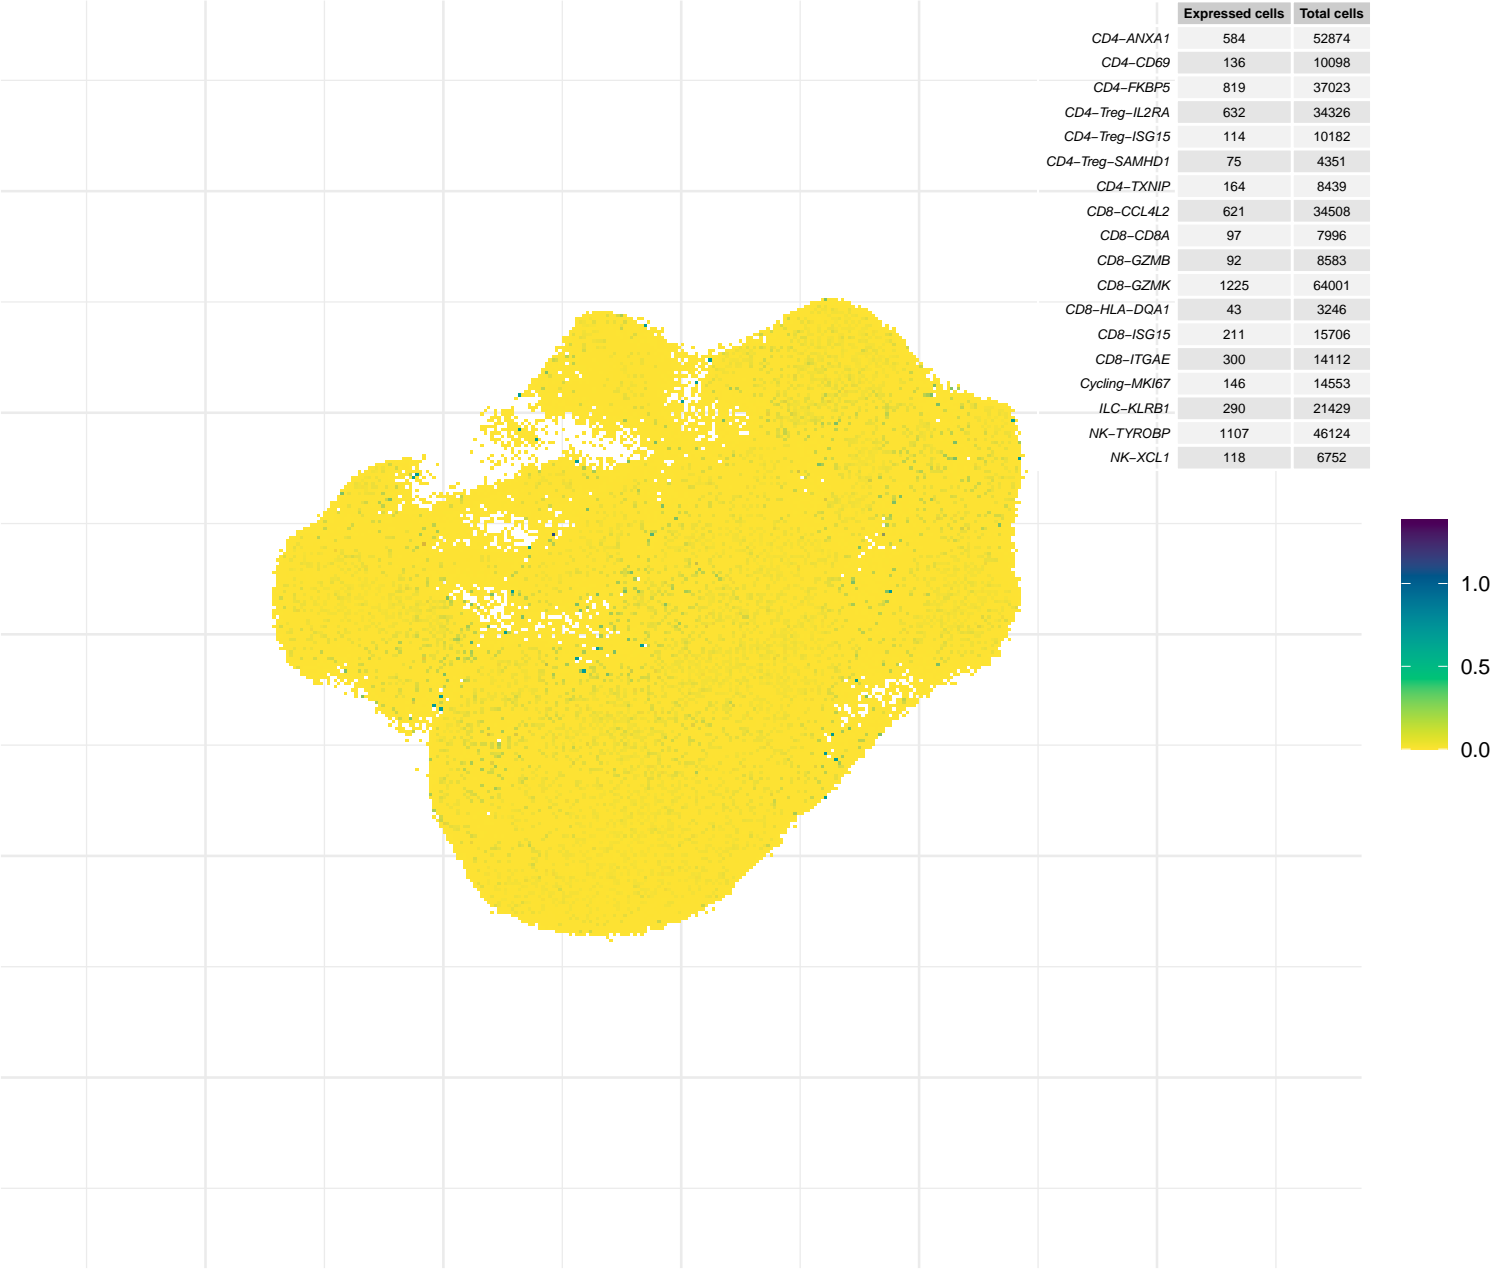 Expressed cells Total cells
CD4−ANXA1 584 52874
CD4−CD69 136 10098
CD4−FKBP5 819 37023
CD4−Treg−IL2RA 632 34326
CD4−Treg−ISG15 114 10182
CD4−Treg−SAMHD1 75 4351
CD4−TXNIP 164 8439
CD8−CCL4L2 621 34508
CD8−CD8A 97 7996
CD8−GZMB 92 8583
CD8−GZMK 1225 64001
CD8−HLA−DQA1 43 3246
CD8−ISG15 211 15706
CD8−ITGAE 300 14112
Cycling−MKI67 146 14553
ILC−KLRB1 290 21429
NK−TYROBP 1107 46124
NK−XCL1 118 6752
1.0
0.5
0.0